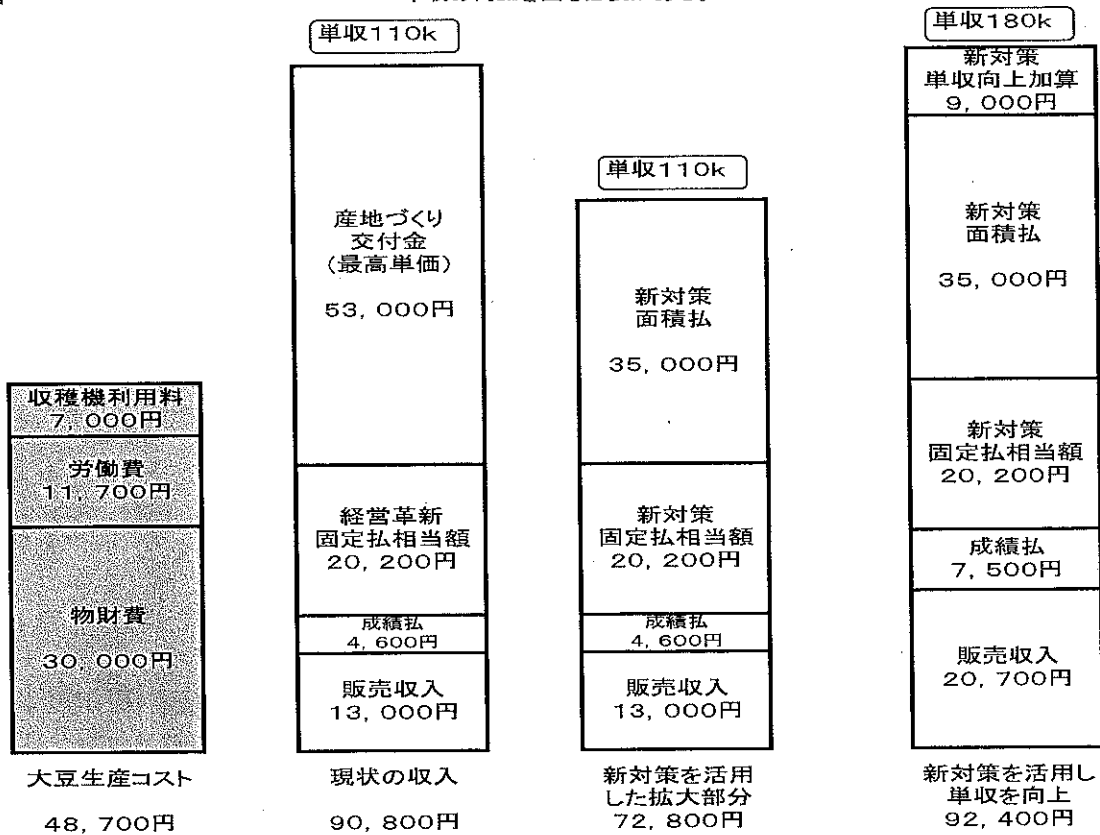 単収110k
単収180k
新対策
単収向上加算
9,000円
単収110k
産地づくり
交付金
(最高単価)
53,000円
新対策
面積払
35,000円
新対策
面積払
35,000円
収穫機利用料
7,000円
労働費
11,700円
物財費
30,000円
経営革新
固定払相当額
20,200円
成績払
4,600円
販売収入
13,000円
新対策
固定払相当額
20,200円
成績払
4,600円
販売収入
13,000円
新対策
固定払相当額
20,200円
成績払
7,500円
販売収入
20,700円
大豆生産コスト
48,700円
現状の収入
90,800円
新対策を活用
した拡大部分
72,800円
新対策を活用し
単収を向上
92,400円